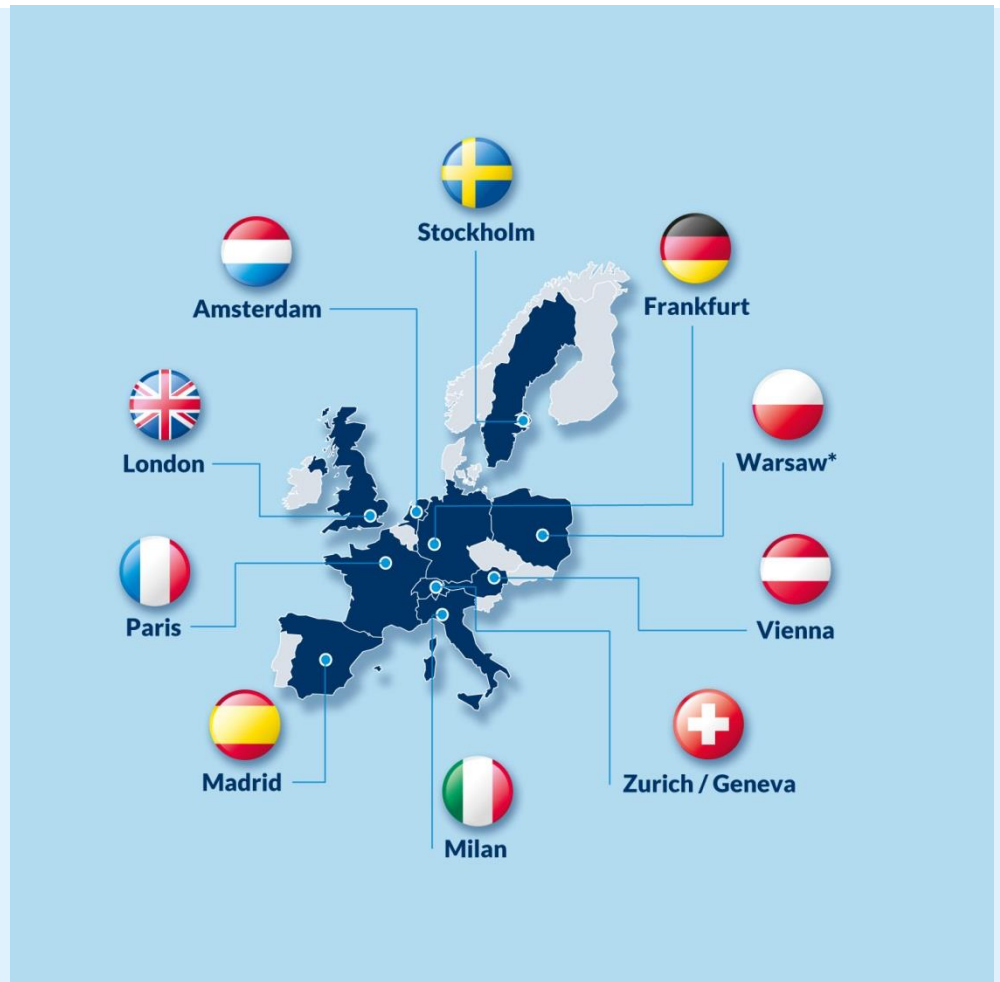 Stockholm
Amsterdam
Frankfurt
London
Warsaw*
Paris
Vienna
Madrid
Zurich / Geneva
Milan